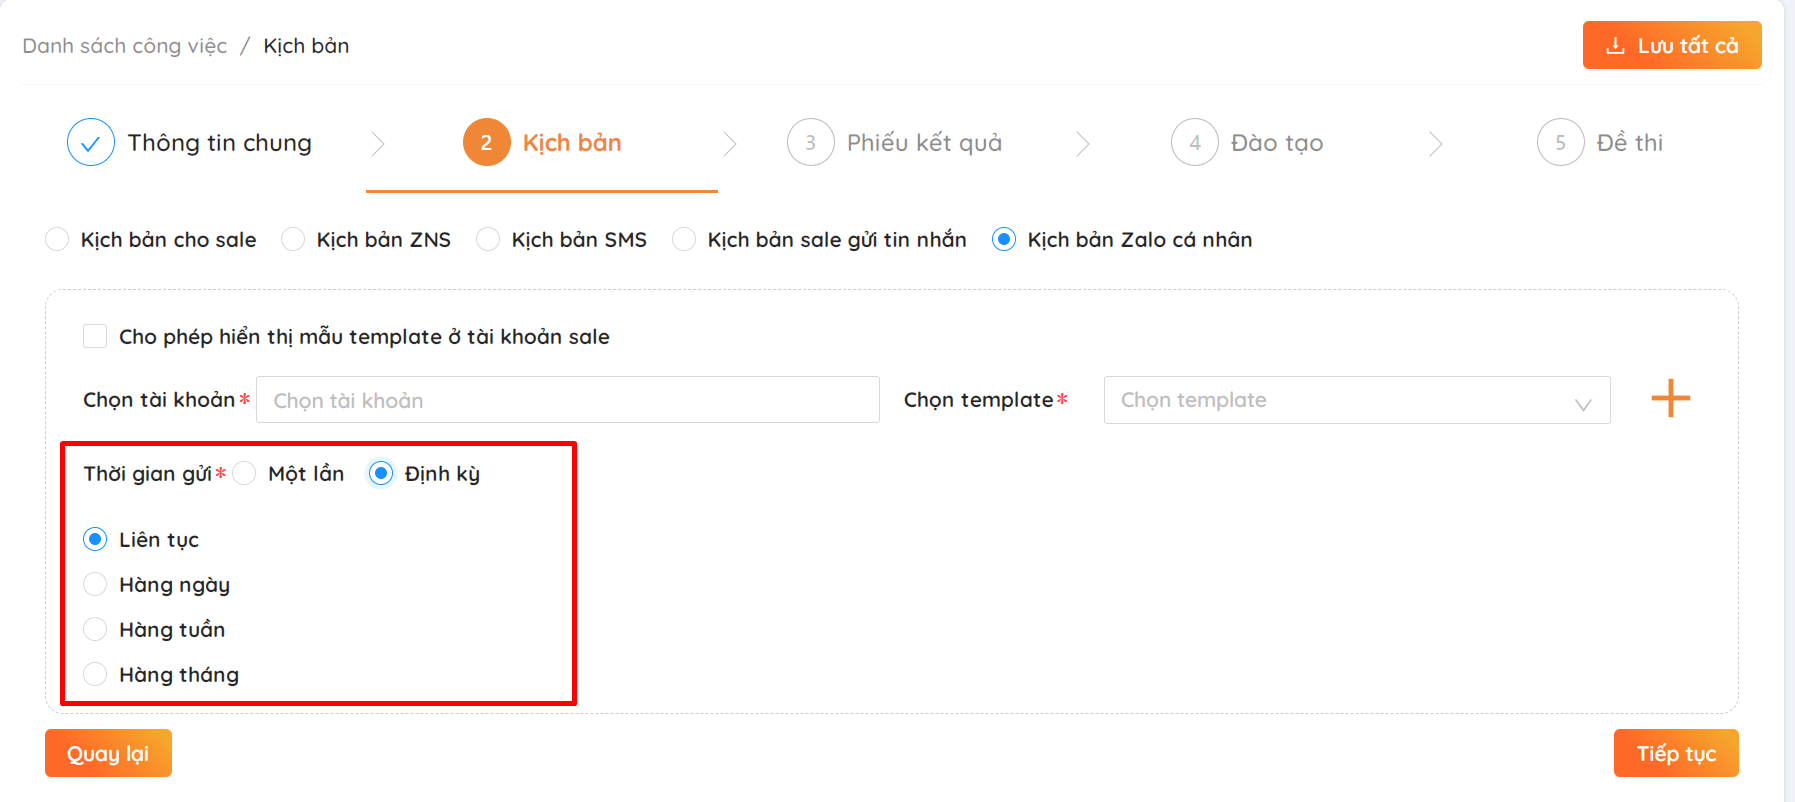 Danh sách công việc / Kịch bản
Lưu tất cả
Thông tin chung
2 Kịch bản
3 Phiếu kết quả
4 Đào tạo
5 Đề thi
Kịch bản cho sale
Kịch bản ZNS
Kịch bản SMS
Kịch bản sale gửi tin nhắn
Kịch bản Zalo cá nhân
Cho phép hiển thị mẫu template ở tài khoản sale
Chọn tài khoản* Chọn tài khoản
Chọn template* Chọn template
Thời gian gửi* Một lần Định kỳ
Liên tục
Hàng ngày
Hàng tuần
Hàng tháng
Quay lại
Tiếp tục